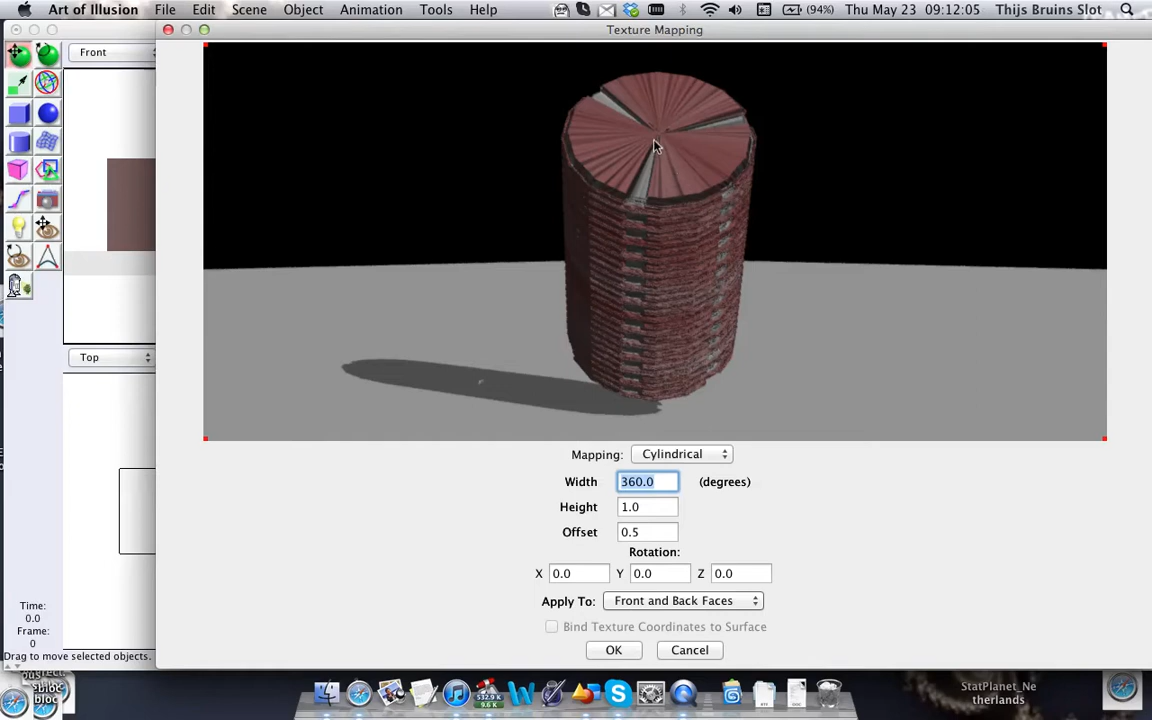 Art of Illusion File Edit Scene Object Animation Tools Help (94%) Thu May 23 09:12:05 Thijs Bruins Slot
Texture Mapping
Front
Top
Mapping: Cylindrical
Width 360.0 (degrees)
Height 1.0
Offset 0.5
Rotation:
X 0.0 Y 0.0 Z 0.0
Apply To: Front and Back Faces
Bind Texture Coordinates to Surface
OK Cancel
Time:
0.0
Frame:
0
Drag to move selected objects.
StatPlanet_Ne
therlands